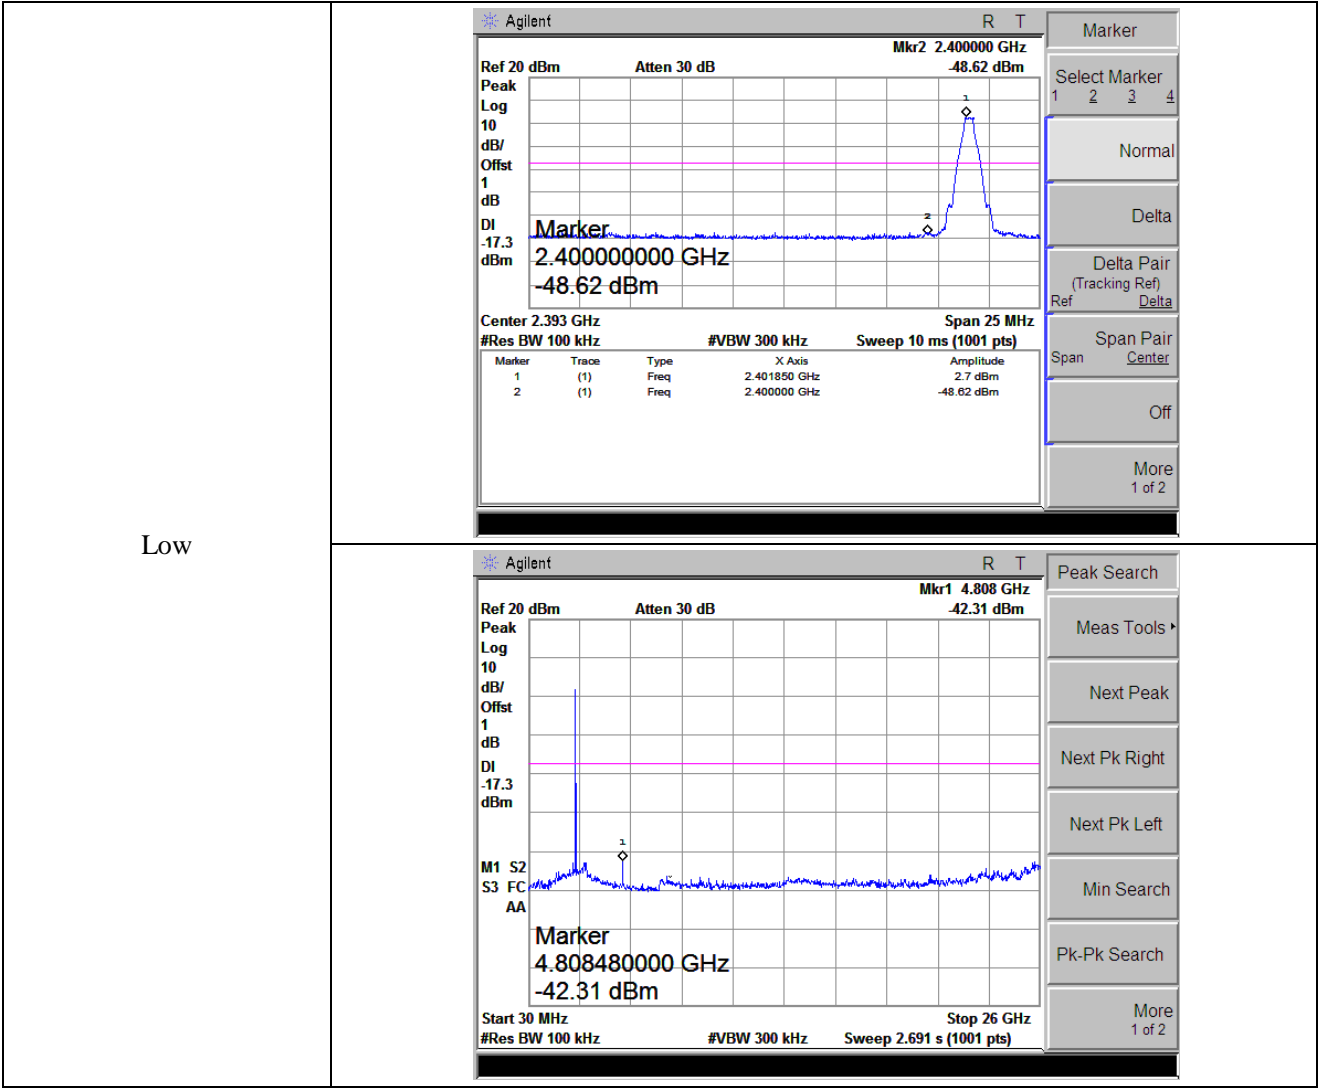 Low
Agilent R T
Mkr2 2.400000 GHz
Ref 20 dBm Atten 30 dB -48.62 dBm
Peak
Log
10
dB/
Offst
1
dB
DI
-17.3
dBm
1
2
Marker
2.400000000 GHz
-48.62 dBm
Center 2.393 GHz Span 25 MHz
#Res BW 100 kHz #VBW 300 kHz Sweep 10 ms (1001 pts)
Marker Trace Type X Axis Amplitude
1 (1) Freq 2.401850 GHz 2.7 dBm
2 (1) Freq 2.400000 GHz -48.62 dBm
Marker
Select Marker
1 2 3 4
Normal
Delta
Delta Pair
(Tracking Ref)
Ref Delta
Span Pair
Span Center
Off
More
1 of 2
Agilent R T
Mkr1 4.808 GHz
Ref 20 dBm Atten 30 dB -42.31 dBm
Peak
Log
10
dB/
Offst
1
dB
DI
-17.3
dBm
1
M1 S2
S3 FC
AA
Marker
4.808480000 GHz
-42.31 dBm
Start 30 MHz Stop 26 GHz
#Res BW 100 kHz #VBW 300 kHz Sweep 2.691 s (1001 pts)
Peak Search
Meas Tools
Next Peak
Next Pk Right
Next Pk Left
Min Search
Pk-Pk Search
More
1 of 2